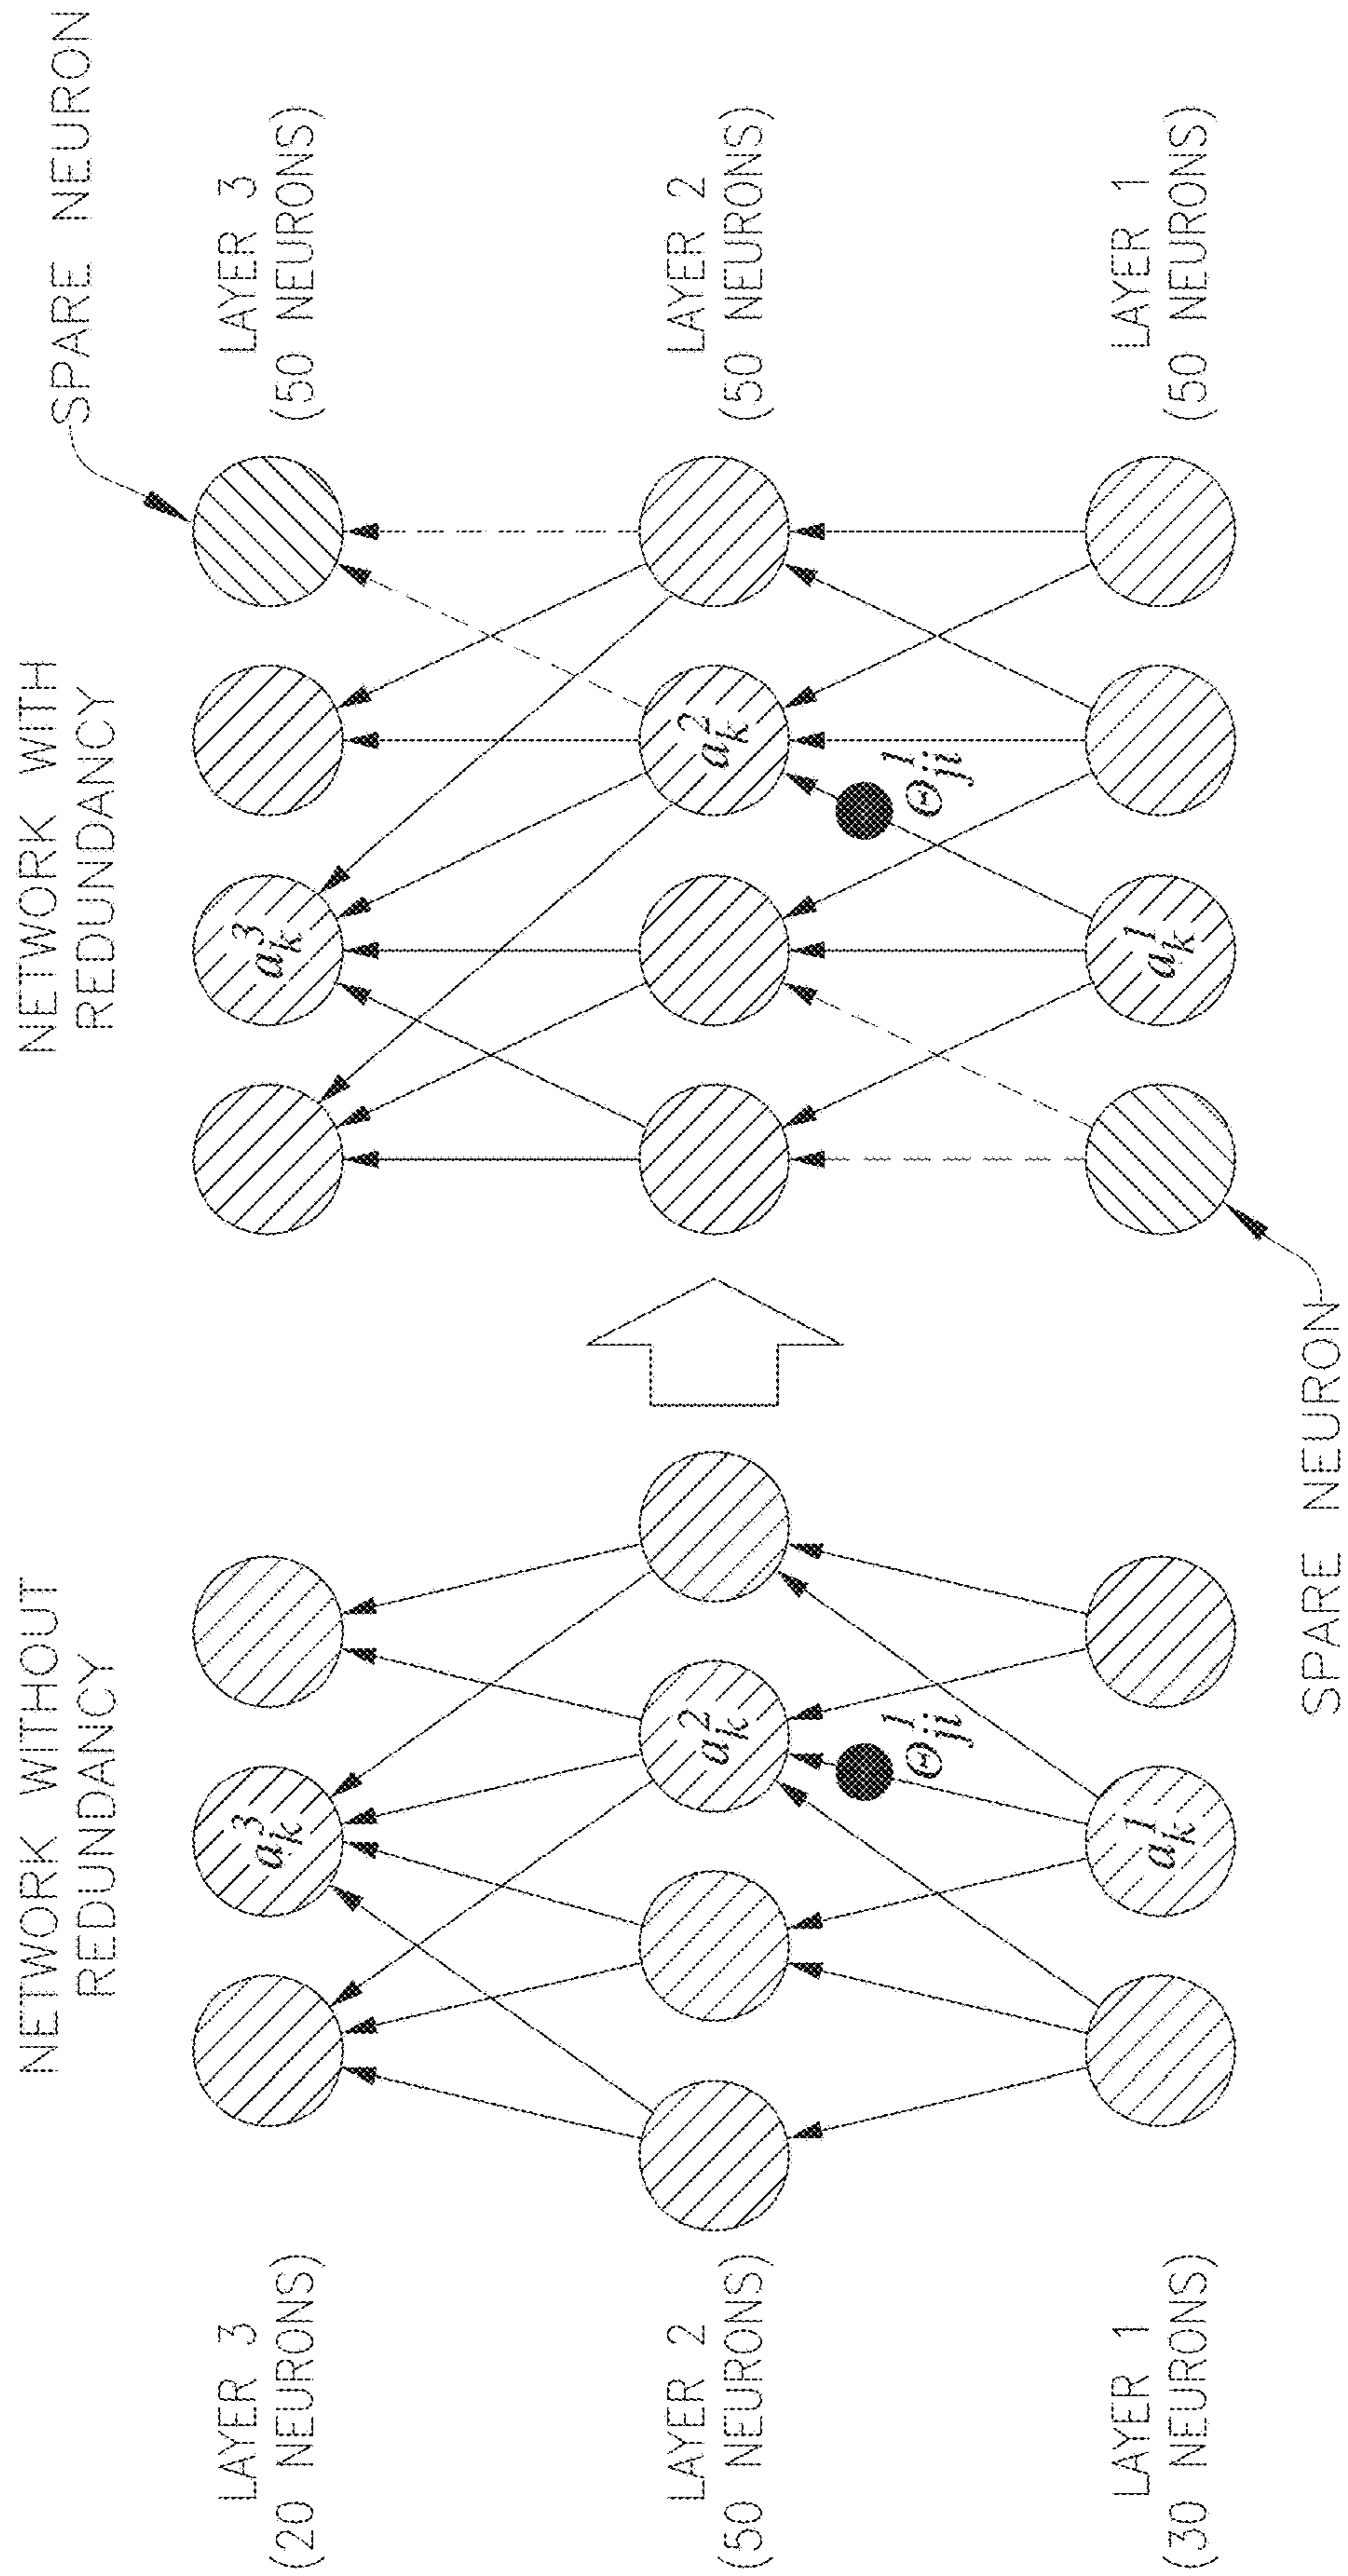 NETWORK WITHOUT
REDUNDANCY
LAYER 3
(20 NEURONS)
a_k^3
LAYER 2
(50 NEURONS)
a_k^2
Θ_ji^1
LAYER 1
(30 NEURONS)
a_k^1
NETWORK WITH
REDUNDANCY
SPARE NEURON
LAYER 3
(50 NEURONS)
a_k^3
LAYER 2
(50 NEURONS)
a_k^2
Θ_ji^1
LAYER 1
(50 NEURONS)
a_k^1
SPARE NEURON